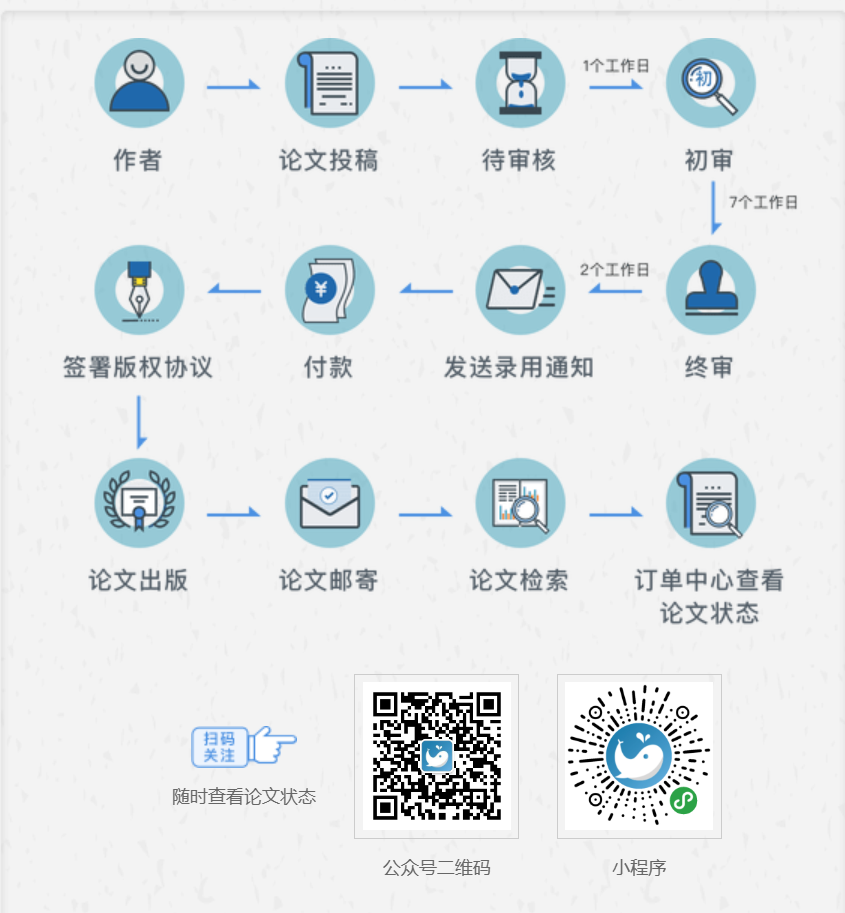 1个工作日
初
作者
论文投稿
待审核
初审
7个工作日
2个工作日
¥
签署版权协议
付款
发送录用通知
终审
论文出版
论文邮寄
论文检索
订单中心查看
论文状态
扫码
关注
随时查看论文状态
公众号二维码
小程序